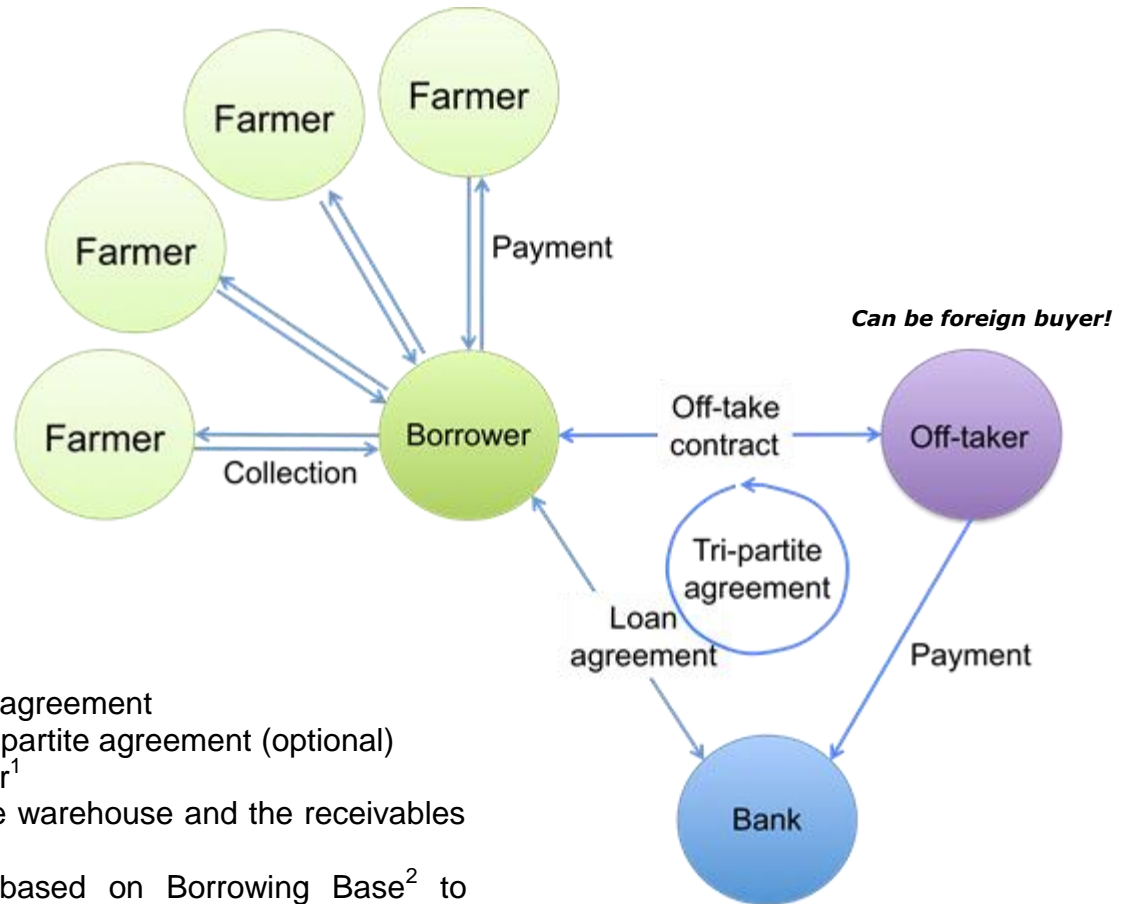 Farmer
Farmer
Farmer
Payment
Can be foreign buyer!
Farmer
Collection
Borrower
Off-take
contract
Off-taker
Tri-partite
agreement
Loan
agreement
Payment
Bank
agreement
partite agreement (optional)
r¹
e warehouse and the receivables
based on Borrowing Base² to